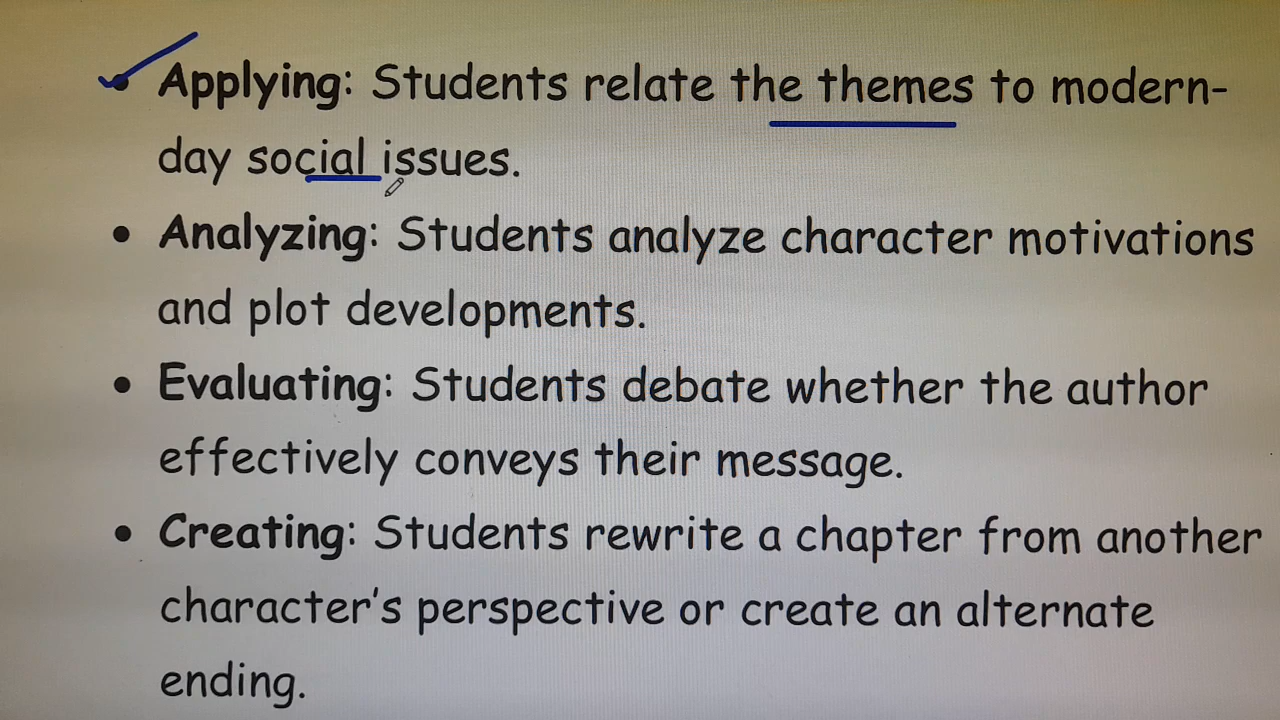 • Applying: Students relate the themes to modern-
day social issues.
• Analyzing: Students analyze character motivations
and plot developments.
• Evaluating: Students debate whether the author
effectively conveys their message.
• Creating: Students rewrite a chapter from another
character's perspective or create an alternate
ending.